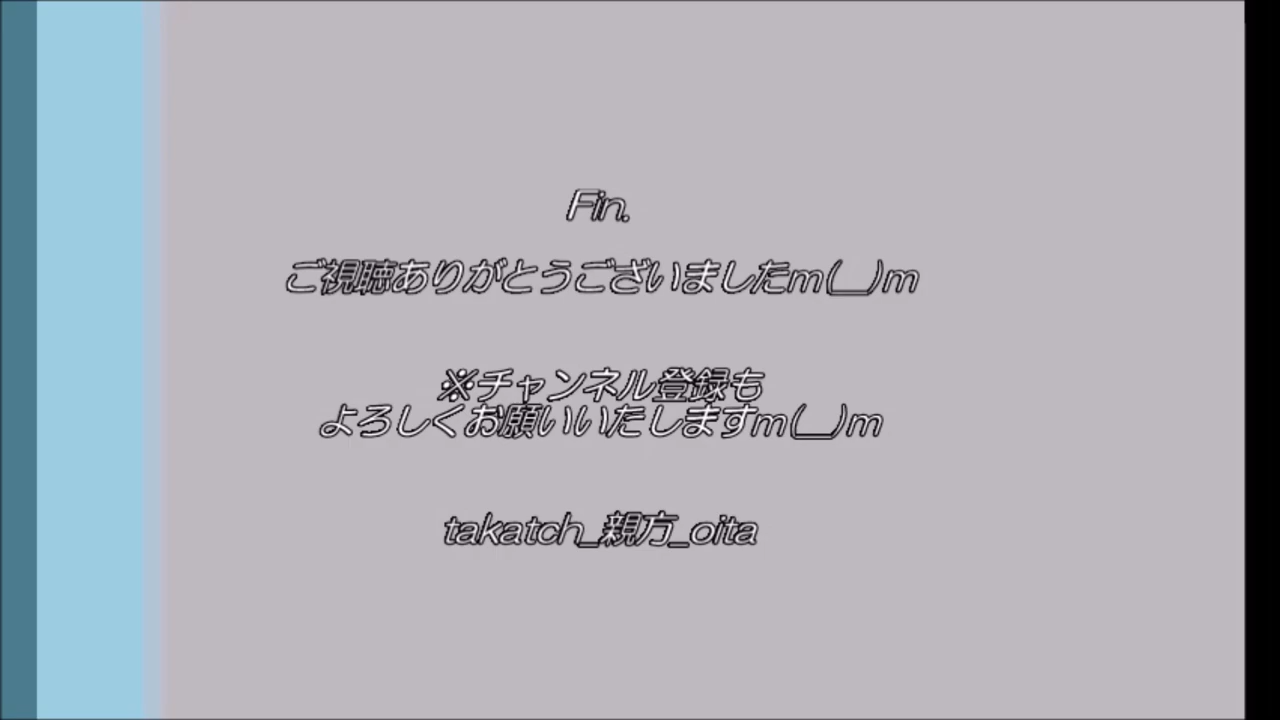 Fin.
ご視聴ありがとうございましたm(__)m
※チャンネル登録も
よろしくお願いいたしますm(__)m
takatch_親方_oita